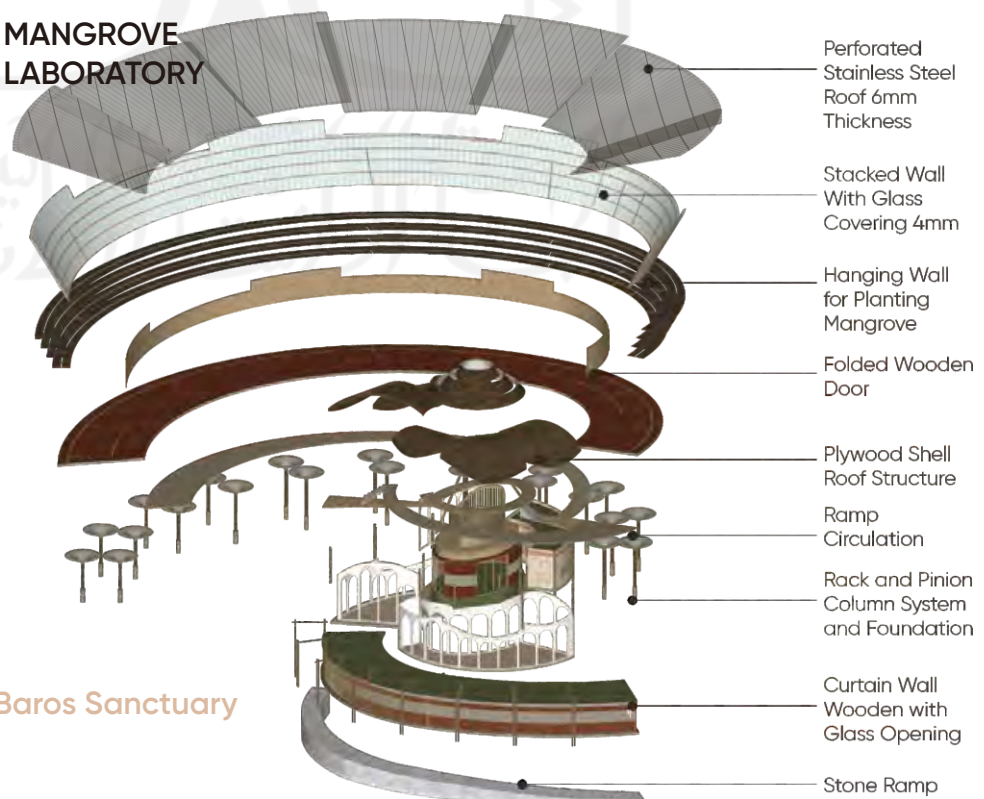 MANGROVE
LABORATORY
Perforated
Stainless Steel
Roof 6mm
Thickness
Stacked Wall
With Glass
Covering 4mm
Hanging Wall
for Planting
Mangrove
Folded Wooden
Door
Plywood Shell
Roof Structure
Ramp
Circulation
Rack and Pinion
Column System
and Foundation
Baros Sanctuary
Curtain Wall
Wooden with
Glass Opening
Stone Ramp